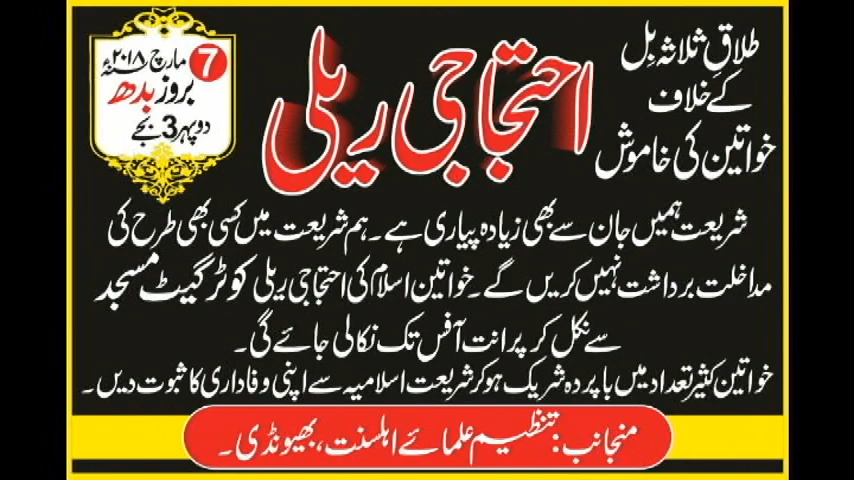 طلاقِ ثلاثہ بِل
کے خلاف
خواتین کی خاموش
احتجاجی ریلی
7 مارچ ۲۰۱۸ء
بروز بدھ
دوپہر 3 بجے
شریعت ہمیں جان سے بھی زیادہ پیاری ہے۔ ہم شریعت میں کسی بھی طرح کی
مداخلت برداشت نہیں کریں گے۔ خواتین اسلام کی احتجاجی ریلی کوٹر گیٹ مسجد
سے نکل کر پرانت آفس تک نکالی جائے گی۔
خواتین کثیر تعداد میں باپردہ شریک ہوکر شریعت اسلامیہ سے اپنی وفاداری کا ثبوت دیں۔
منجانب: تنظیم علمائے اہلسنت، بھیونڈی۔